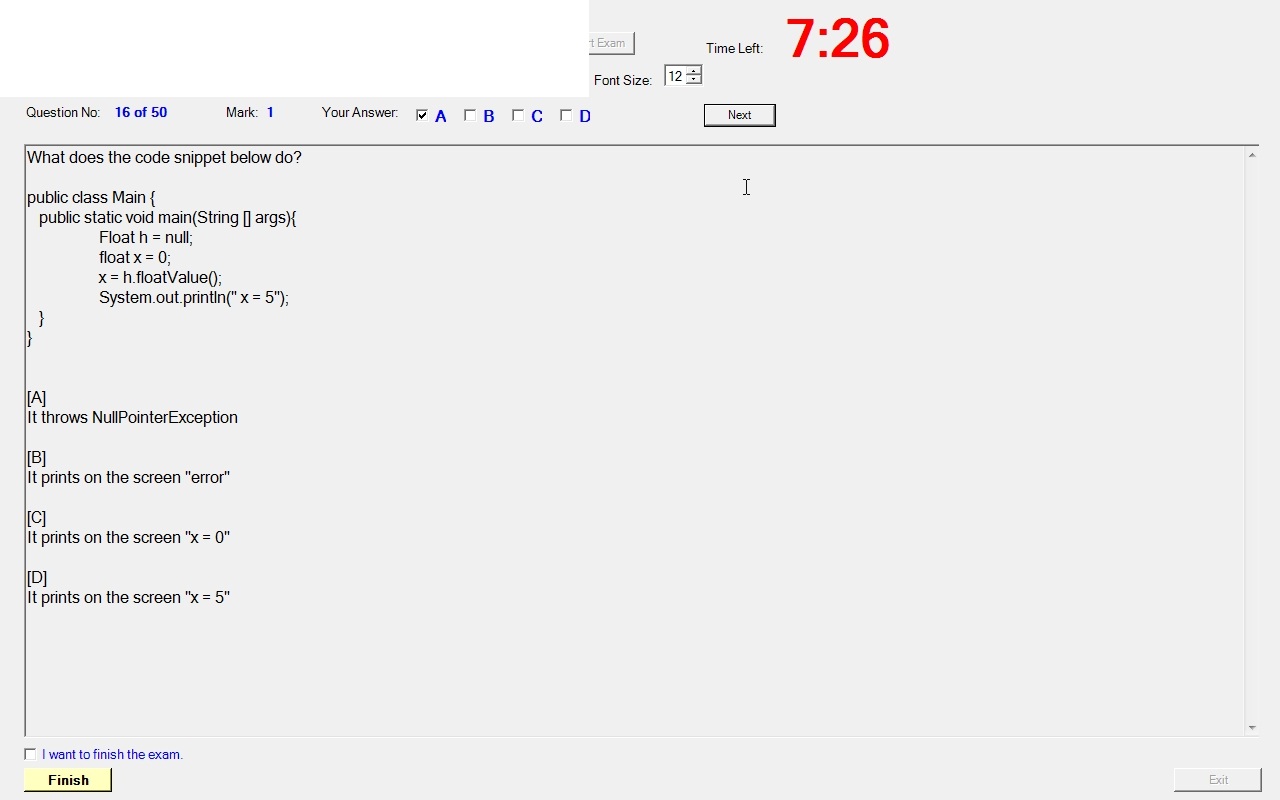 t Exam
Time Left: 7:26
Font Size: 12
Question No: 16 of 50 Mark: 1 Your Answer: A B C D Next
What does the code snippet below do?
public class Main {
public static void main(String [] args){
Float h = null;
float x = 0;
x = h.floatValue();
System.out.println(" x = 5");
}
}
[A]
It throws NullPointerException
[B]
It prints on the screen "error"
[C]
It prints on the screen "x = 0"
[D]
It prints on the screen "x = 5"
I want to finish the exam.
Finish Exit